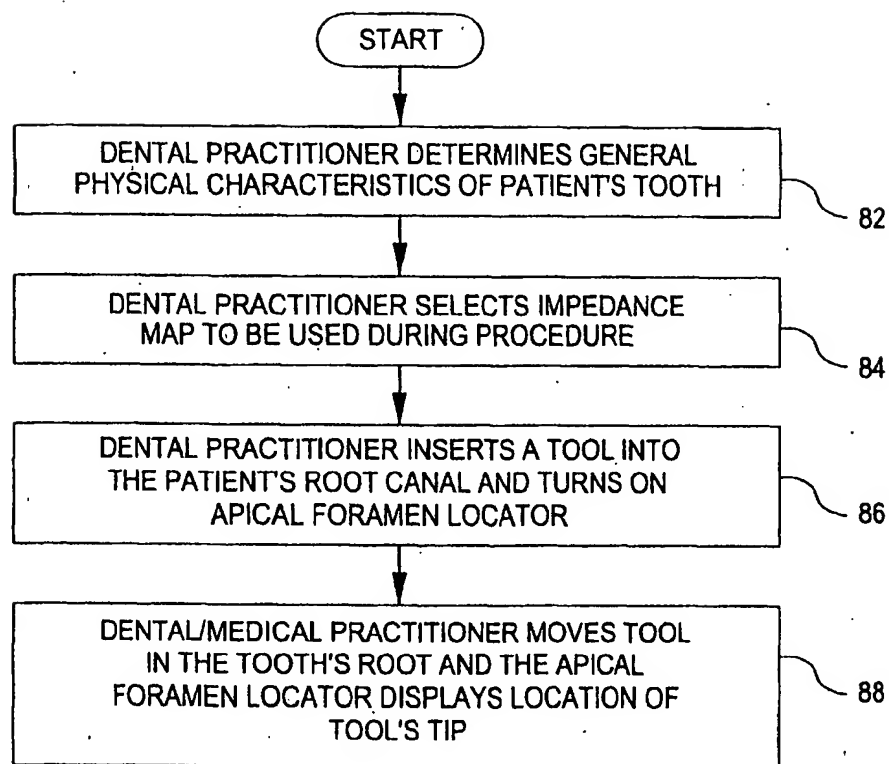 START
DENTAL PRACTITIONER DETERMINES GENERAL
PHYSICAL CHARACTERISTICS OF PATIENT'S TOOTH
82
DENTAL PRACTITIONER SELECTS IMPEDANCE
MAP TO BE USED DURING PROCEDURE
84
DENTAL PRACTITIONER INSERTS A TOOL INTO
THE PATIENT'S ROOT CANAL AND TURNS ON
APICAL FORAMEN LOCATOR
86
DENTAL/MEDICAL PRACTITIONER MOVES TOOL
IN THE TOOTH'S ROOT AND THE APICAL
FORAMEN LOCATOR DISPLAYS LOCATION OF
TOOL'S TIP
88